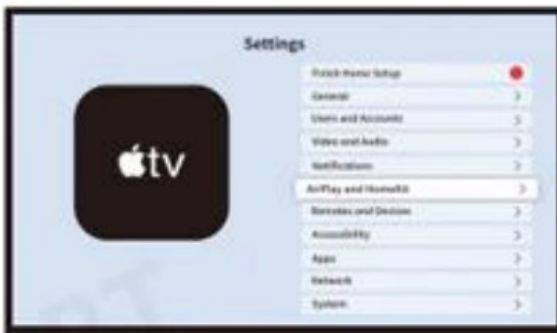 Settings
tv
Finish Home Setup
General
Users and Accounts
Video and Audio
Notifications
AirPlay and HomeKit
Remotes and Devices
Accessibility
Apps
Network
System